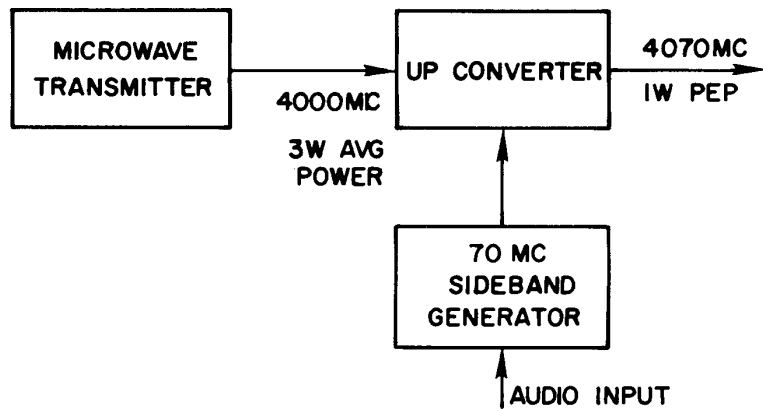 MICROWAVE
TRANSMITTER
4000MC
3W AVG
POWER
UP CONVERTER
4070MC
1W PEP
70 MC
SIDEBAND
GENERATOR
AUDIO INPUT